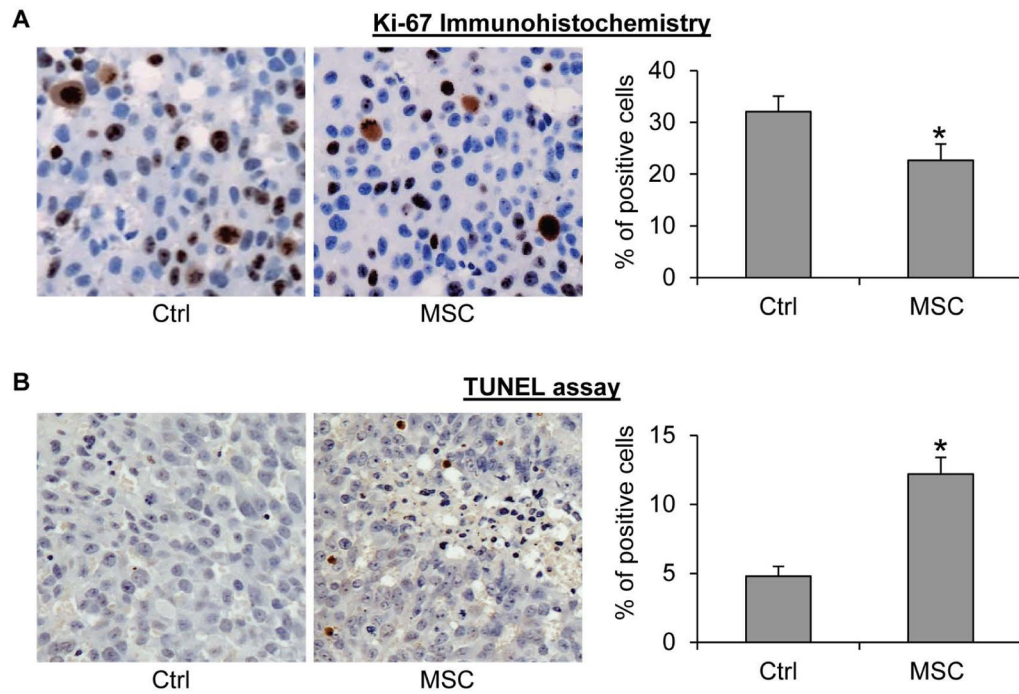 A
Ki-67 Immunohistochemistry
Ctrl
MSC
% of positive cells
40
30
20
10
0
*
Ctrl
MSC
B
TUNEL assay
Ctrl
MSC
% of positive cells
15
10
5
0
*
Ctrl
MSC